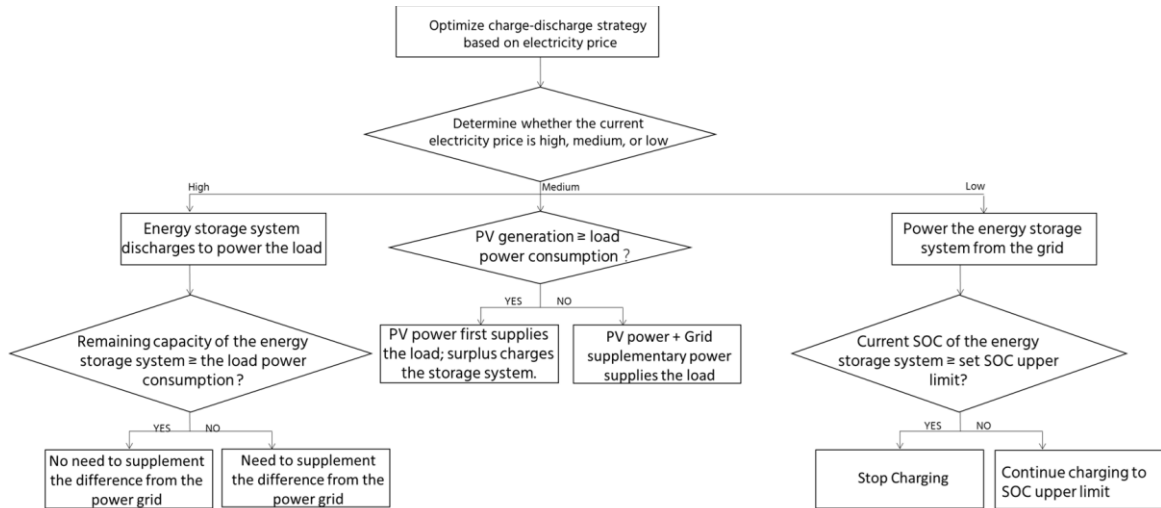 Optimize charge-discharge strategy
based on electricity price
Determine whether the current
electricity price is high, medium, or low
High
Medium
Low
Energy storage system
discharges to power the load
PV generation ≥ load
power consumption ?
Power the energy storage
system from the grid
YES
NO
Remaining capacity of the energy
storage system ≥ the load power
consumption?
PV power first supplies
the load; surplus charges
the storage system.
PV power + Grid
supplementary power
supplies the load
Current SOC of the energy
storage system ≥ set SOC upper
limit?
YES
NO
YES
NO
No need to supplement
the difference from the
power grid
Need to supplement
the difference from the
power grid
Stop Charging
Continue charging to
SOC upper limit